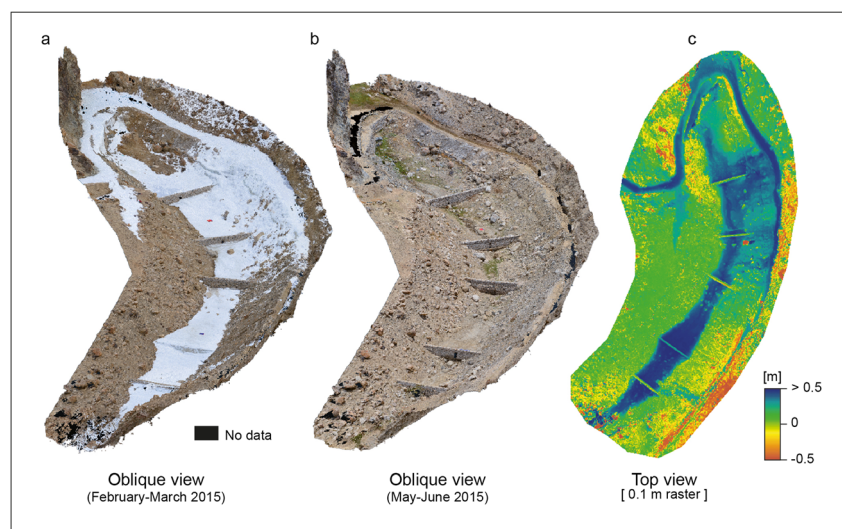 a
b
c
No data
[m]
> 0.5
0
-0.5
Oblique view
(February-March 2015)
Oblique view
(May-June 2015)
Top view
[ 0.1 m raster ]